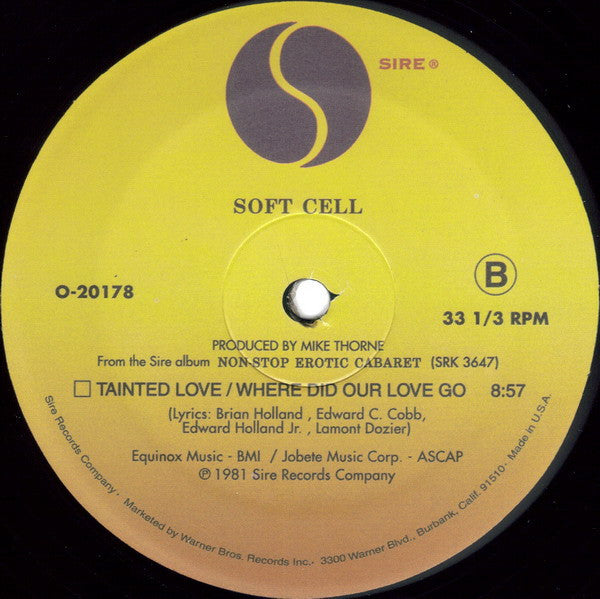 SIRE ®
SOFT CELL
O-20178
B
33 1/3 RPM
PRODUCED BY MIKE THORNE
From the Sire album NON-STOP EROTIC CABARET (SRK 3647)
TAINTED LOVE / WHERE DID OUR LOVE GO 8:57
(Lyrics: Brian Holland , Edward C. Cobb,
Edward Holland Jr. , Lamont Dozier)
Equinox Music - BMI / Jobete Music Corp. - ASCAP
℗ 1981 Sire Records Company
Sire Records Company · Marketed by Warner Bros. Records Inc. · 3300 Warner Blvd., Burbank, Calif. 91510 · Made in U.S.A.